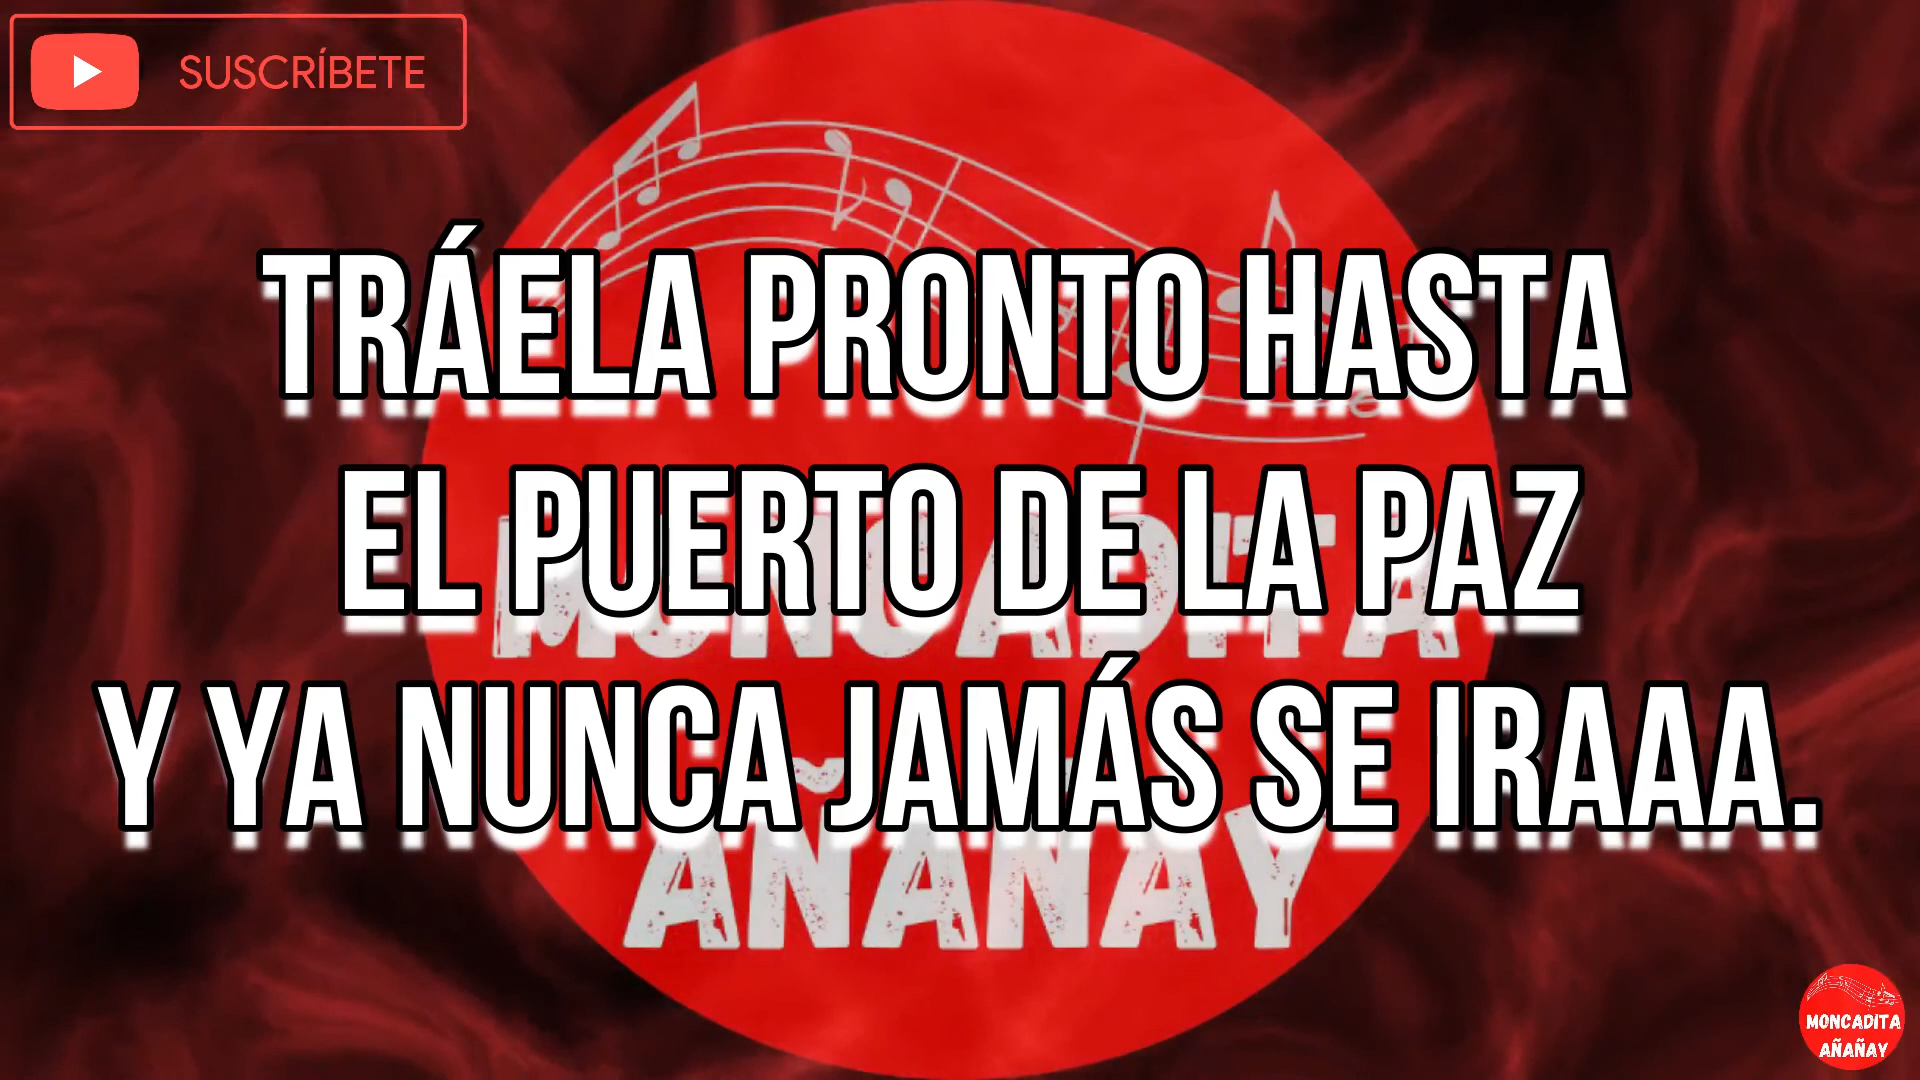 SUSCRÍBETE
TRÁELA PRONTO HASTA
EL PUERTO DE LA PAZ
Y YA NUNCA JAMÁS SE IRAAA.
MONCADITA
AÑAÑAY
MONCADITA
AÑAÑAY